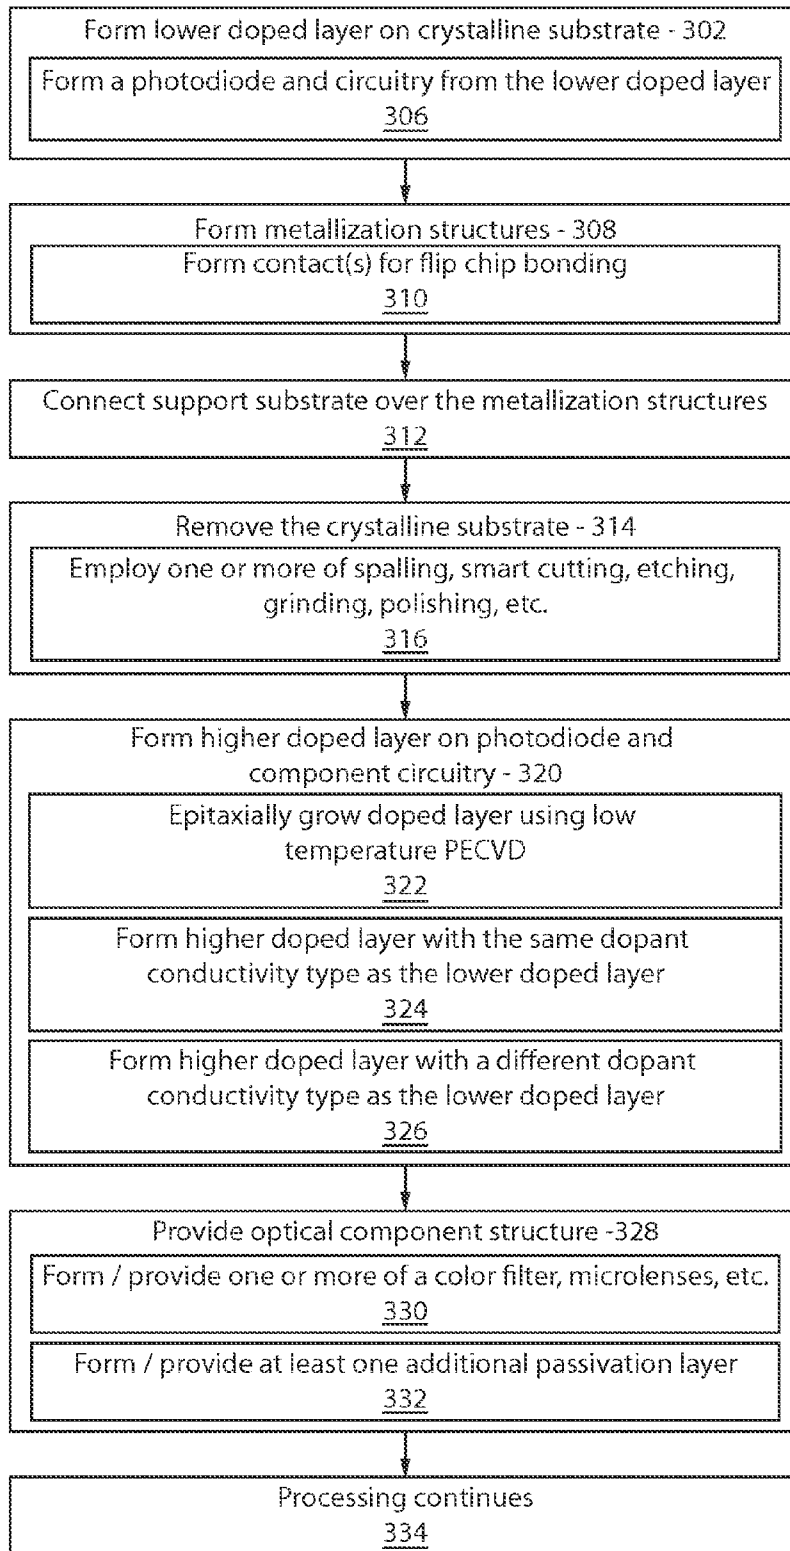 Form lower doped layer on crystalline substrate - 302
Form a photodiode and circuitry from the lower doped layer
306
Form metallization structures - 308
Form contact(s) for flip chip bonding
310
Connect support substrate over the metallization structures
312
Remove the crystalline substrate - 314
Employ one or more of spalling, smart cutting, etching,
grinding, polishing, etc.
316
Form higher doped layer on photodiode and
component circuitry - 320
Epitaxially grow doped layer using low
temperature PECVD
322
Form higher doped layer with the same dopant
conductivity type as the lower doped layer
324
Form higher doped layer with a different dopant
conductivity type as the lower doped layer
326
Provide optical component structure -328
Form / provide one or more of a color filter, microlenses, etc.
330
Form / provide at least one additional passivation layer
332
Processing continues
334